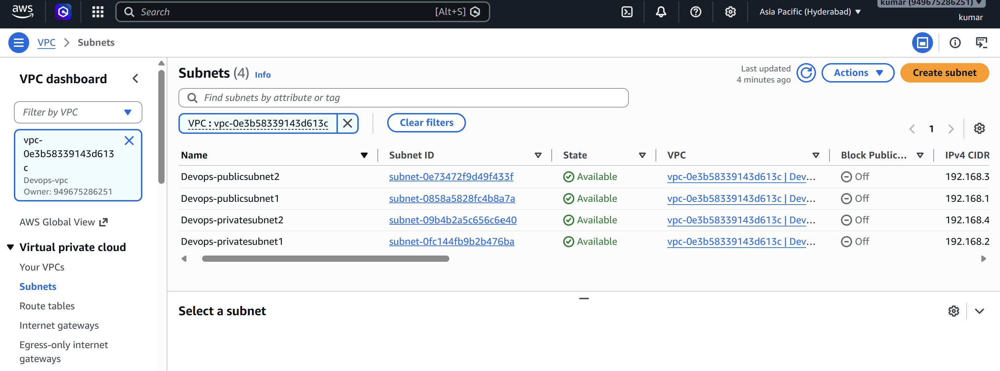 aws
Search
[Alt+S]
Asia Pacific (Hyderabad)
kumar (949675286251)
kumar
VPC
Subnets
VPC dashboard
Filter by VPC
vpc-
0e3b58339143d613
c
Devops-vpc
Owner: 949675286251
AWS Global View
Virtual private cloud
Your VPCs
Subnets
Route tables
Internet gateways
Egress-only internet
gateways
Subnets (4) Info
Last updated
4 minutes ago
Actions
Create subnet
Find subnets by attribute or tag
VPC : vpc-0e3b58339143d613c
Clear filters
1
Name Subnet ID State VPC Block Public... IPv4 CIDR
Devops-publicsubnet2 subnet-0e73472f9d49f433f Available vpc-0e3b58339143d613c | Dev... Off 192.168.3
Devops-publicsubnet1 subnet-0858a5828fc4b8a7a Available vpc-0e3b58339143d613c | Dev... Off 192.168.1
Devops-privatesubnet2 subnet-09b4b2a5c656c6e40 Available vpc-0e3b58339143d613c | Dev... Off 192.168.4
Devops-privatesubnet1 subnet-0fc144fb9b2b476ba Available vpc-0e3b58339143d613c | Dev... Off 192.168.2
Select a subnet